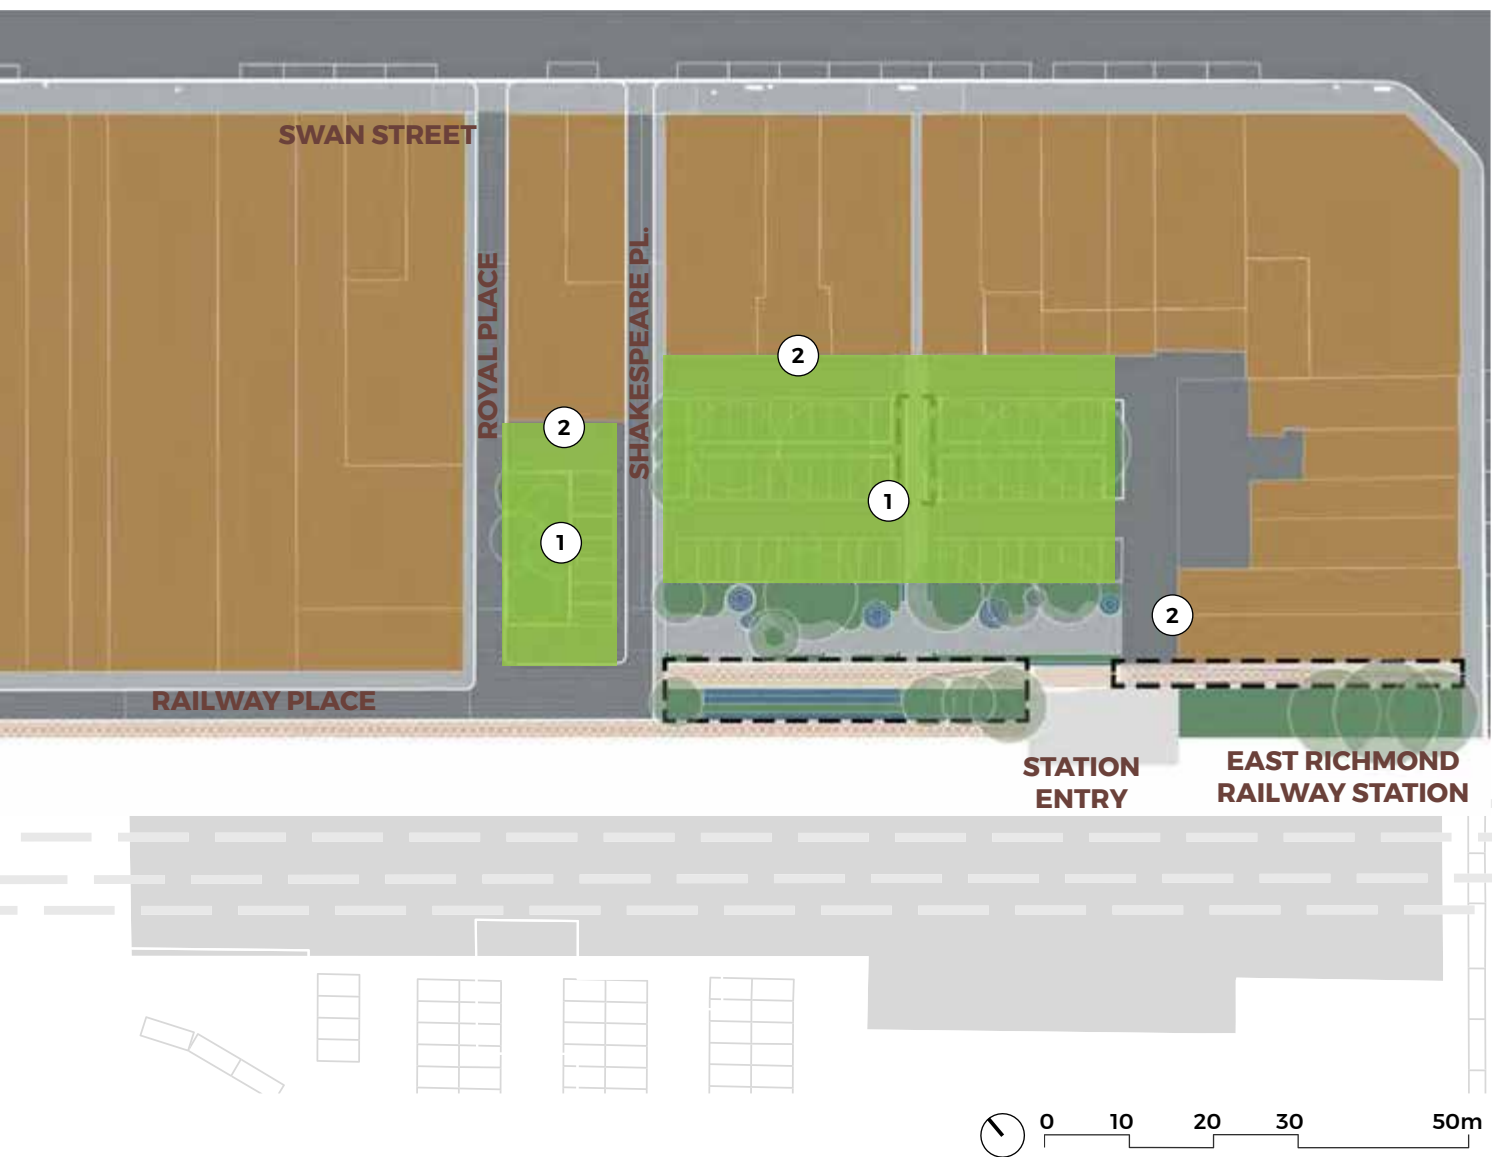 SWAN STREET
ROYAL PLACE
SHAKESPEARE PL.
2
2
1
1
2
RAILWAY PLACE
STATION
ENTRY
EAST RICHMOND
RAILWAY STATION
0 10 20 30 50m